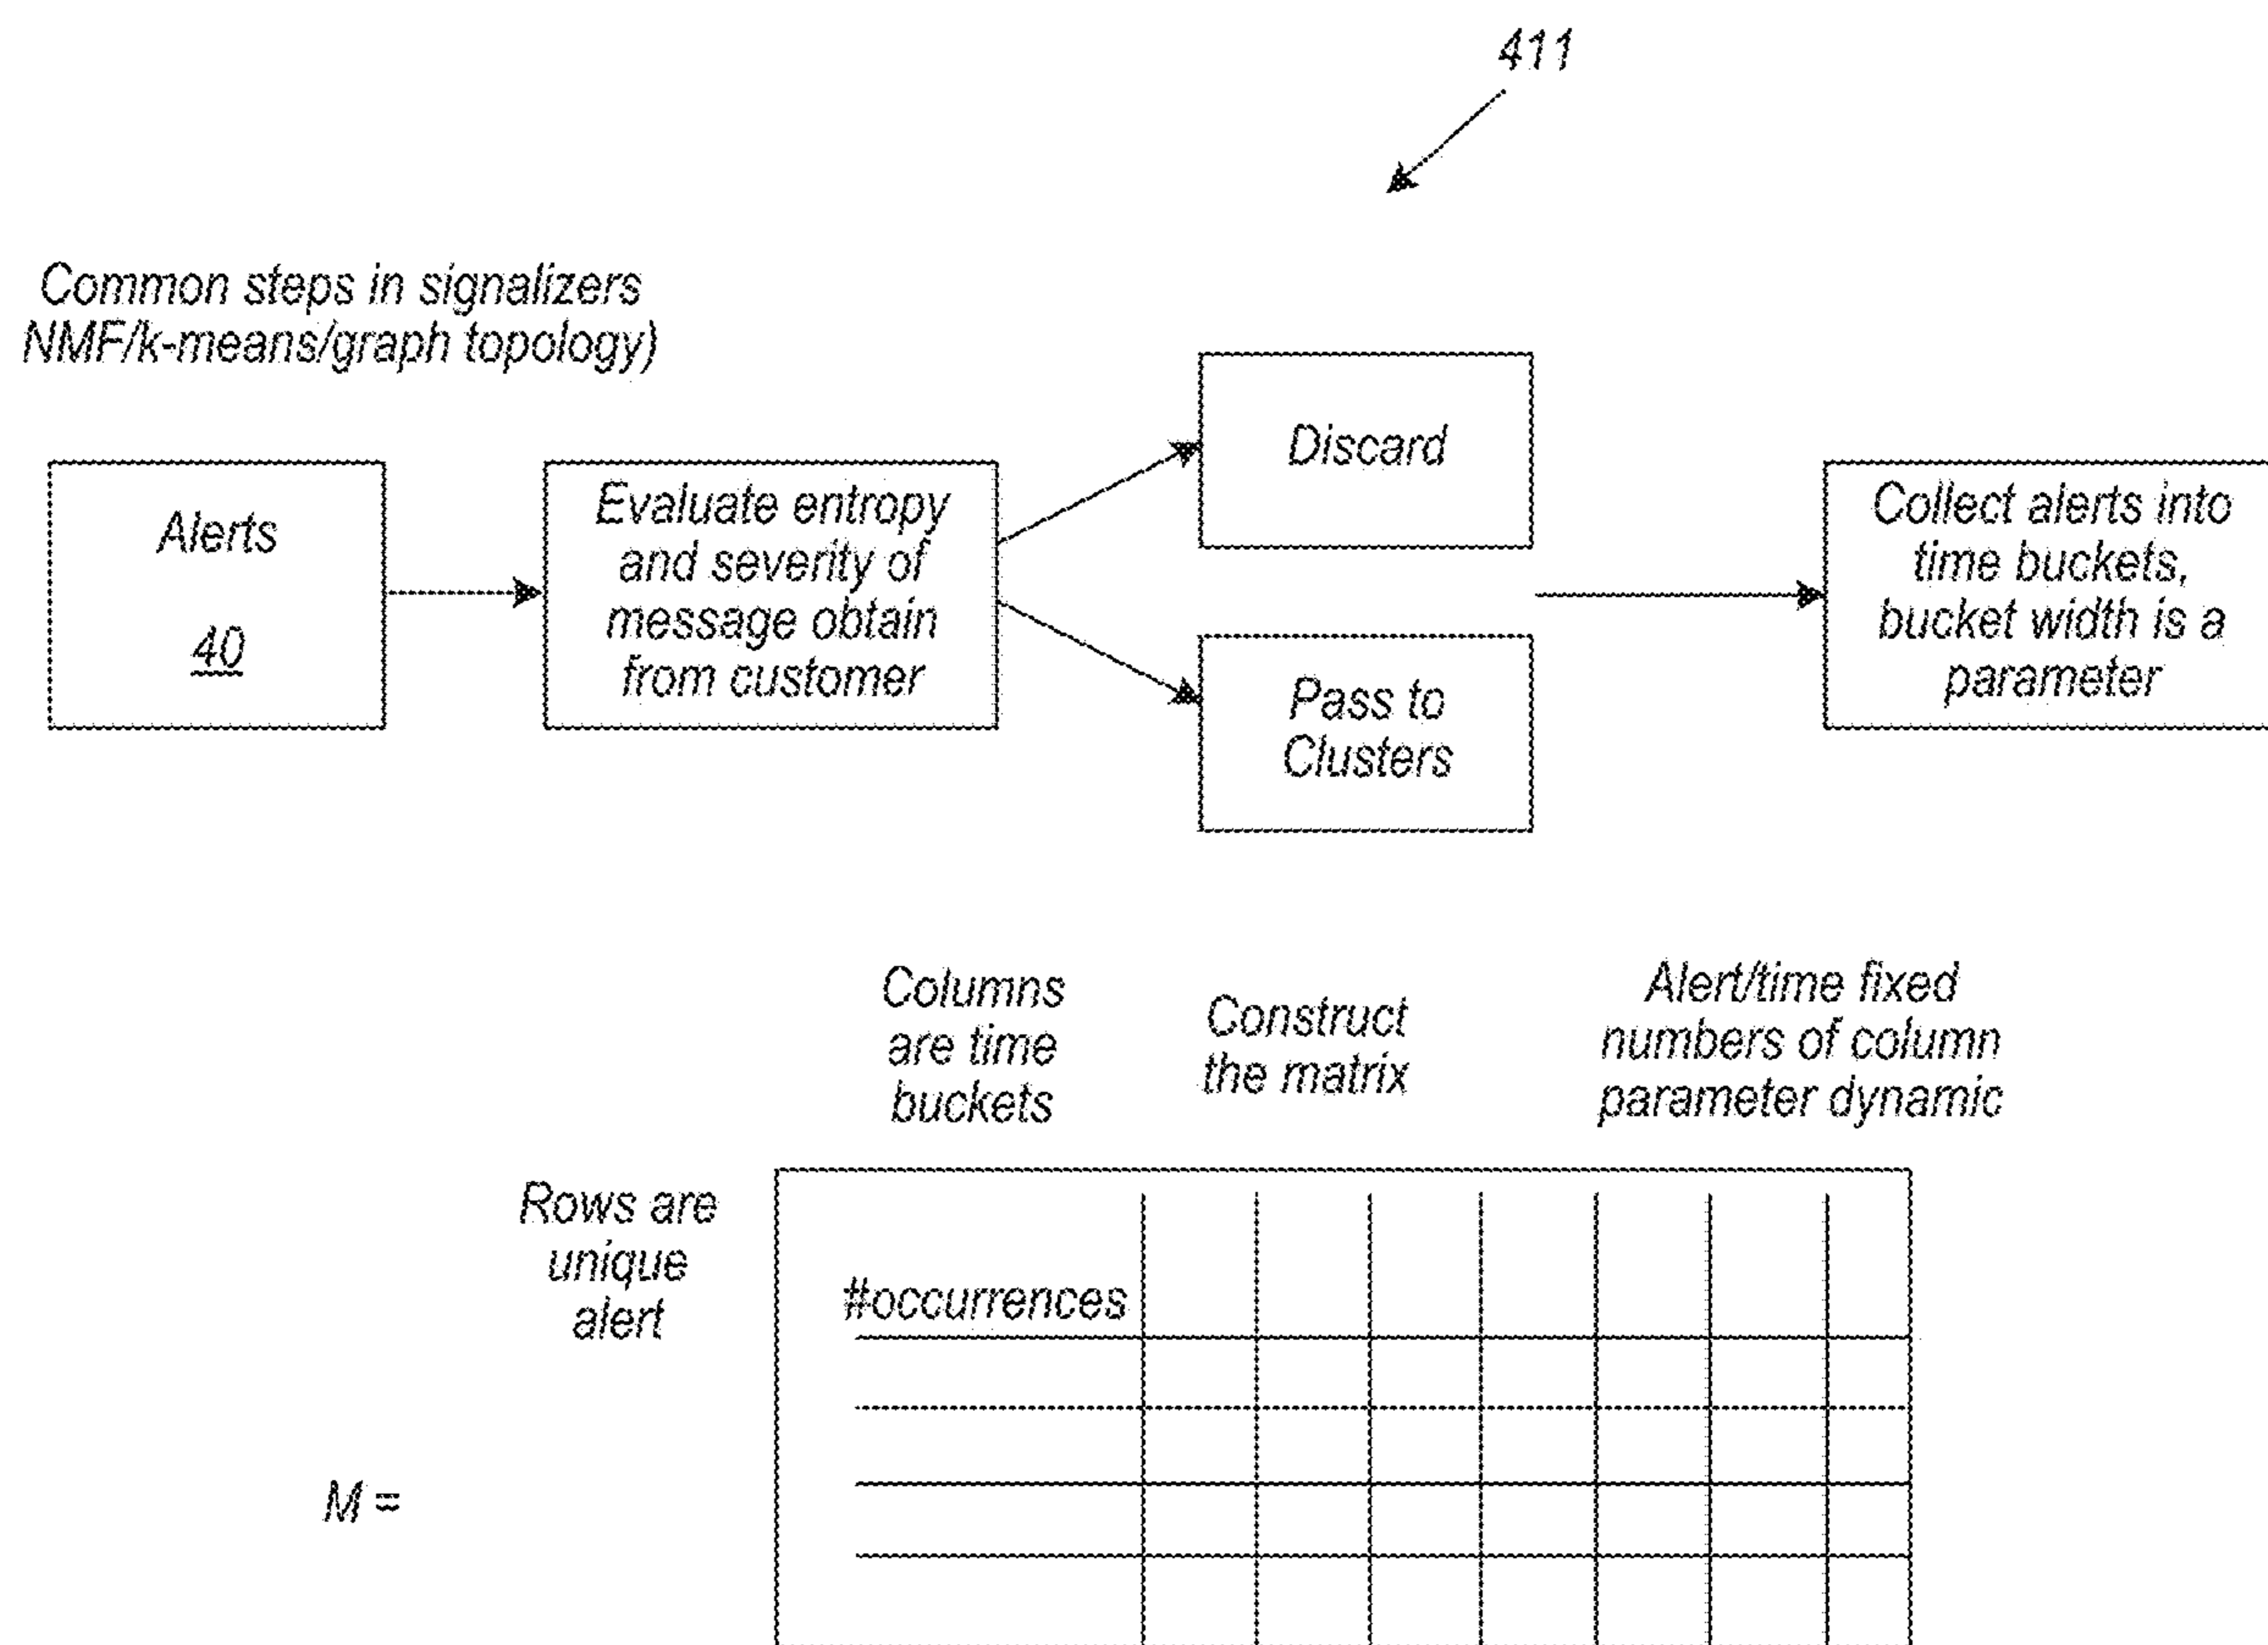 411
Common steps in signalizers
NMF/k-means/graph topology)
Alerts
40
Evaluate entropy
and severity of
message obtain
from customer
Discard
Pass to
Clusters
Collect alerts into
time buckets,
bucket width is a
parameter
Columns
are time
buckets
Construct
the matrix
Alert/time fixed
numbers of column
parameter dynamic
Rows are
unique
alert
#occurrences
M =